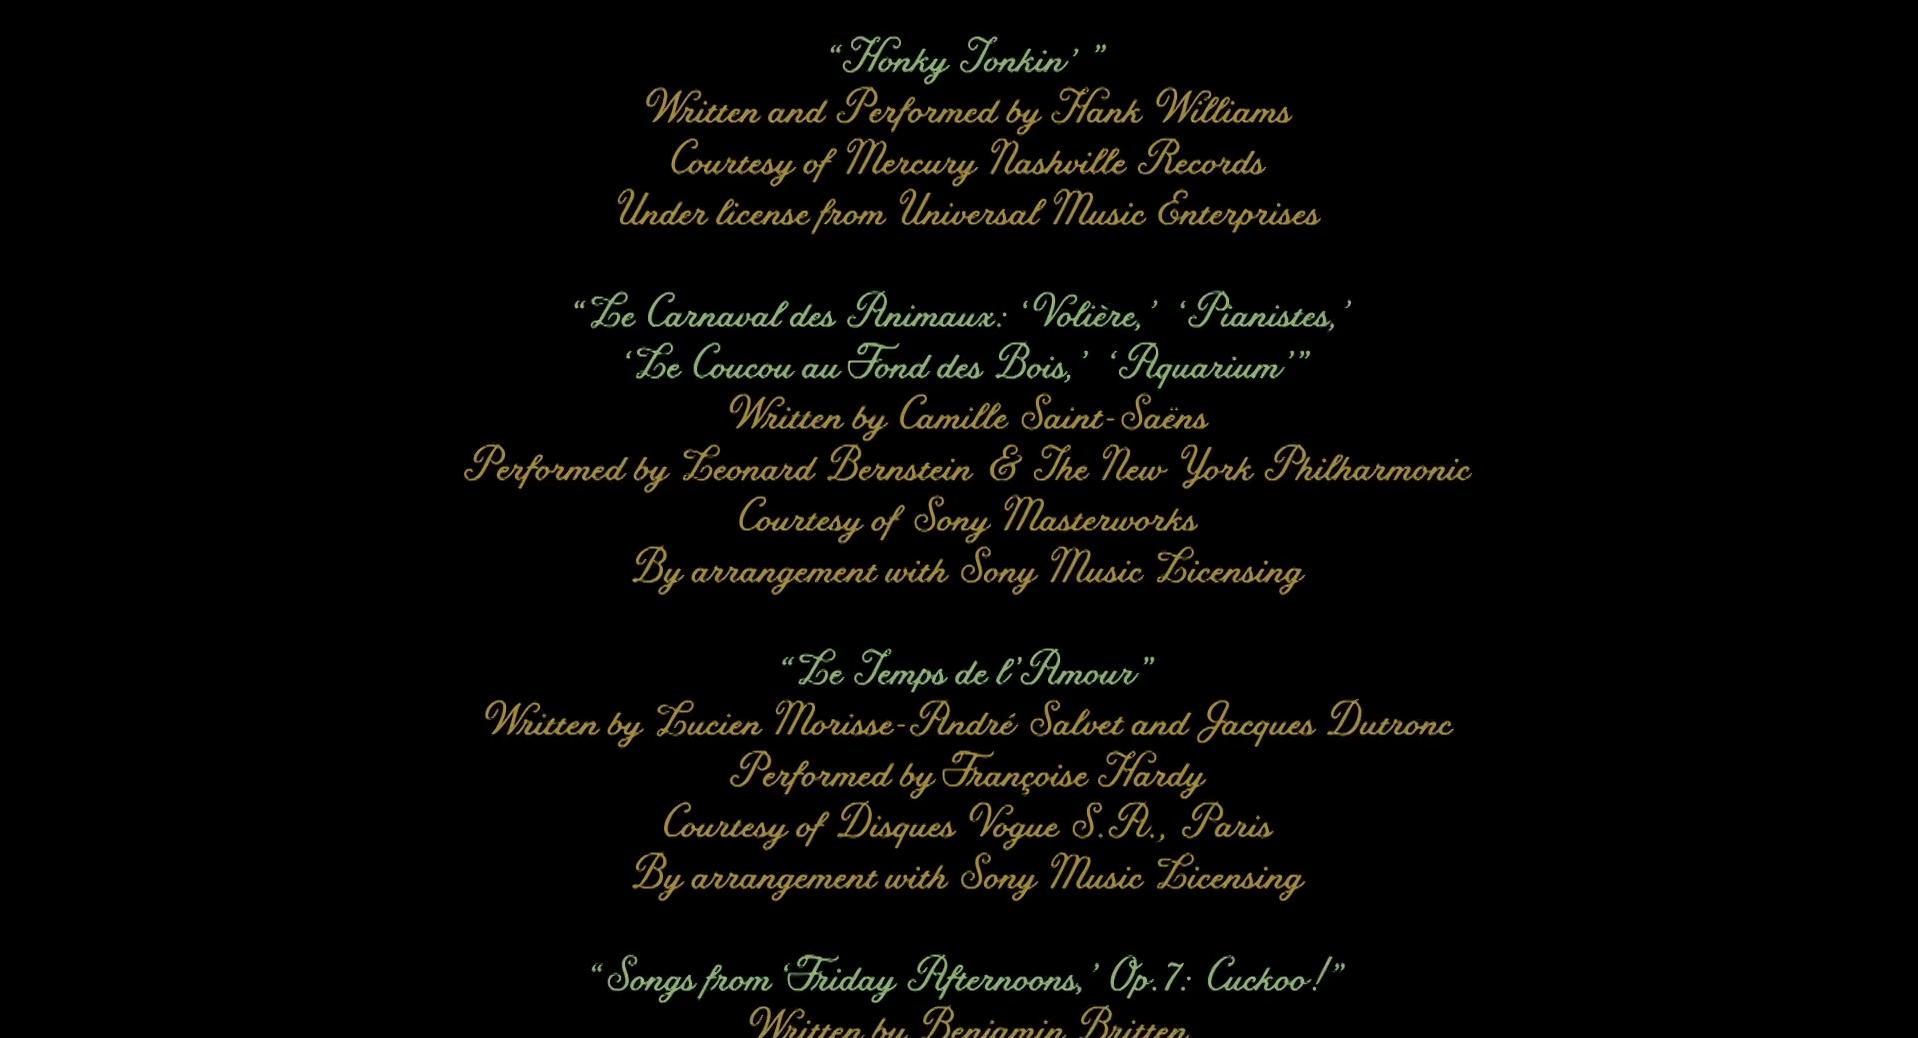 “Honky Tonkin’ ”
Written and Performed by Hank Williams
Courtesy of Mercury Nashville Records
Under license from Universal Music Enterprises
“Le Carnaval des Animaux: ‘Volière,’ ‘Pianistes,’
‘Le Coucou au Fond des Bois,’ ‘Aquarium’”
Written by Camille Saint-Saëns
Performed by Leonard Bernstein & The New York Philharmonic
Courtesy of Sony Masterworks
By arrangement with Sony Music Licensing
“Le Temps de l’Amour”
Written by Lucien Morisse-André Salvet and Jacques Dutronc
Performed by Françoise Hardy
Courtesy of Disques Vogue S.A., Paris
By arrangement with Sony Music Licensing
“Songs from ‘Friday Afternoons,’ Op.7: Cuckoo!”
Written by Benjamin Britten